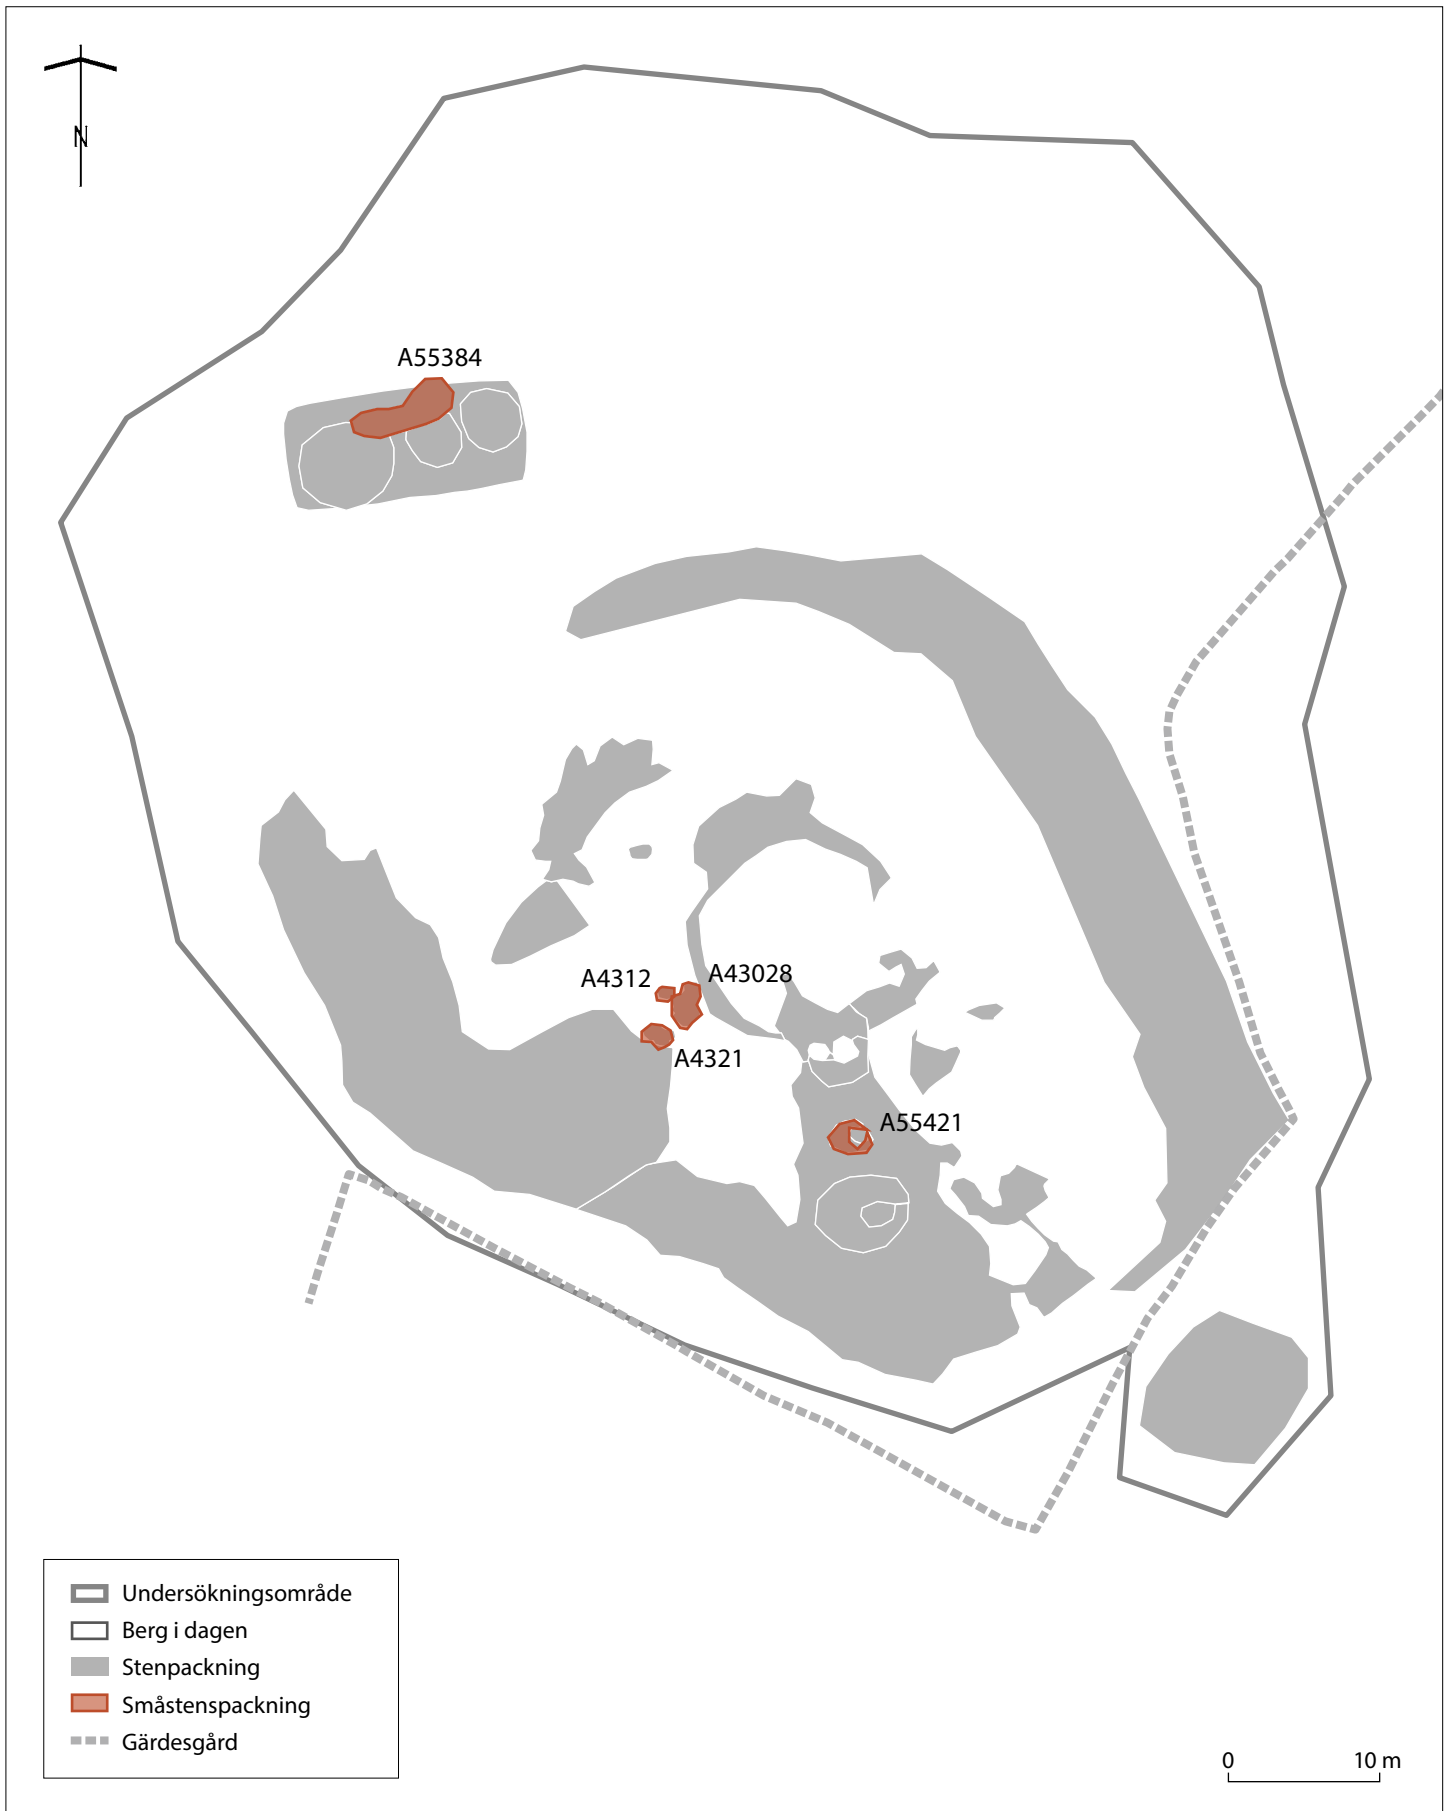 N
A55384
A4312
A43028
A4321
A55421
Undersökningsområde
Berg i dagen
Stenpackning
Småstenspackning
Gärdesgård
0 10 m